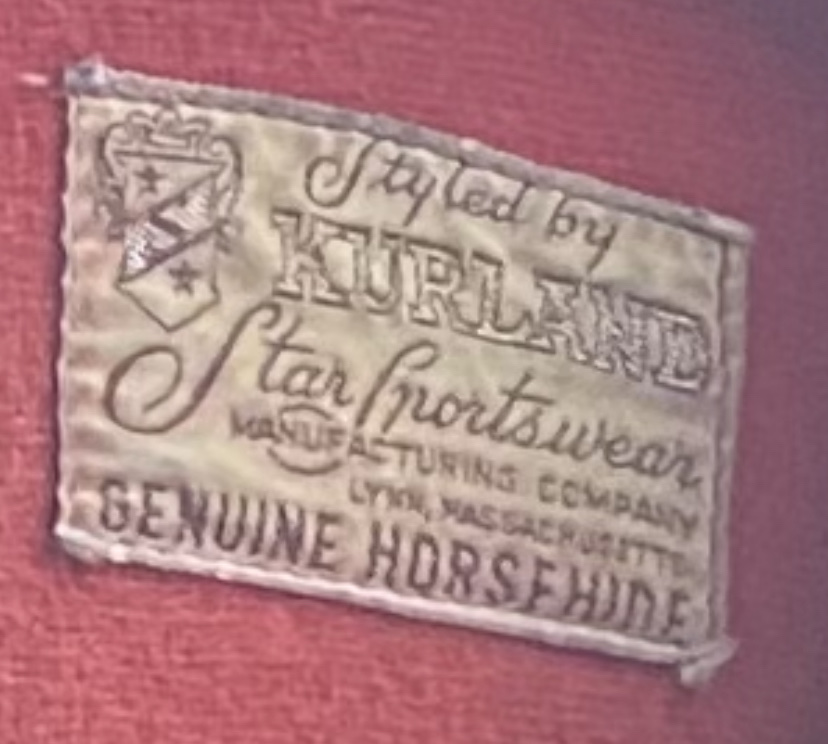 Styled by
KURLAND
Star Sportswear
MANUFACTURING COMPANY
LYNN, MASSACHUSETTS
GENUINE HORSEHIDE